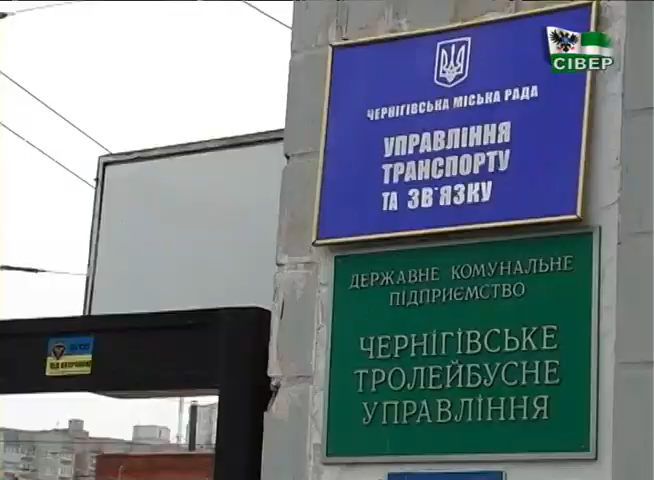 СІВЕР
ЧЕРНІГІВСЬКА МІСЬКА РАДА
УПРАВЛІННЯ
ТРАНСПОРТУ
ТА ЗВ'ЯЗКУ
ДЕРЖАВНЕ КОМУНАЛЬНЕ
ПІДПРИЄМСТВО
ЧЕРНІГІВСЬКЕ
ТРОЛЕЙБУСНЕ
УПРАВЛІННЯ